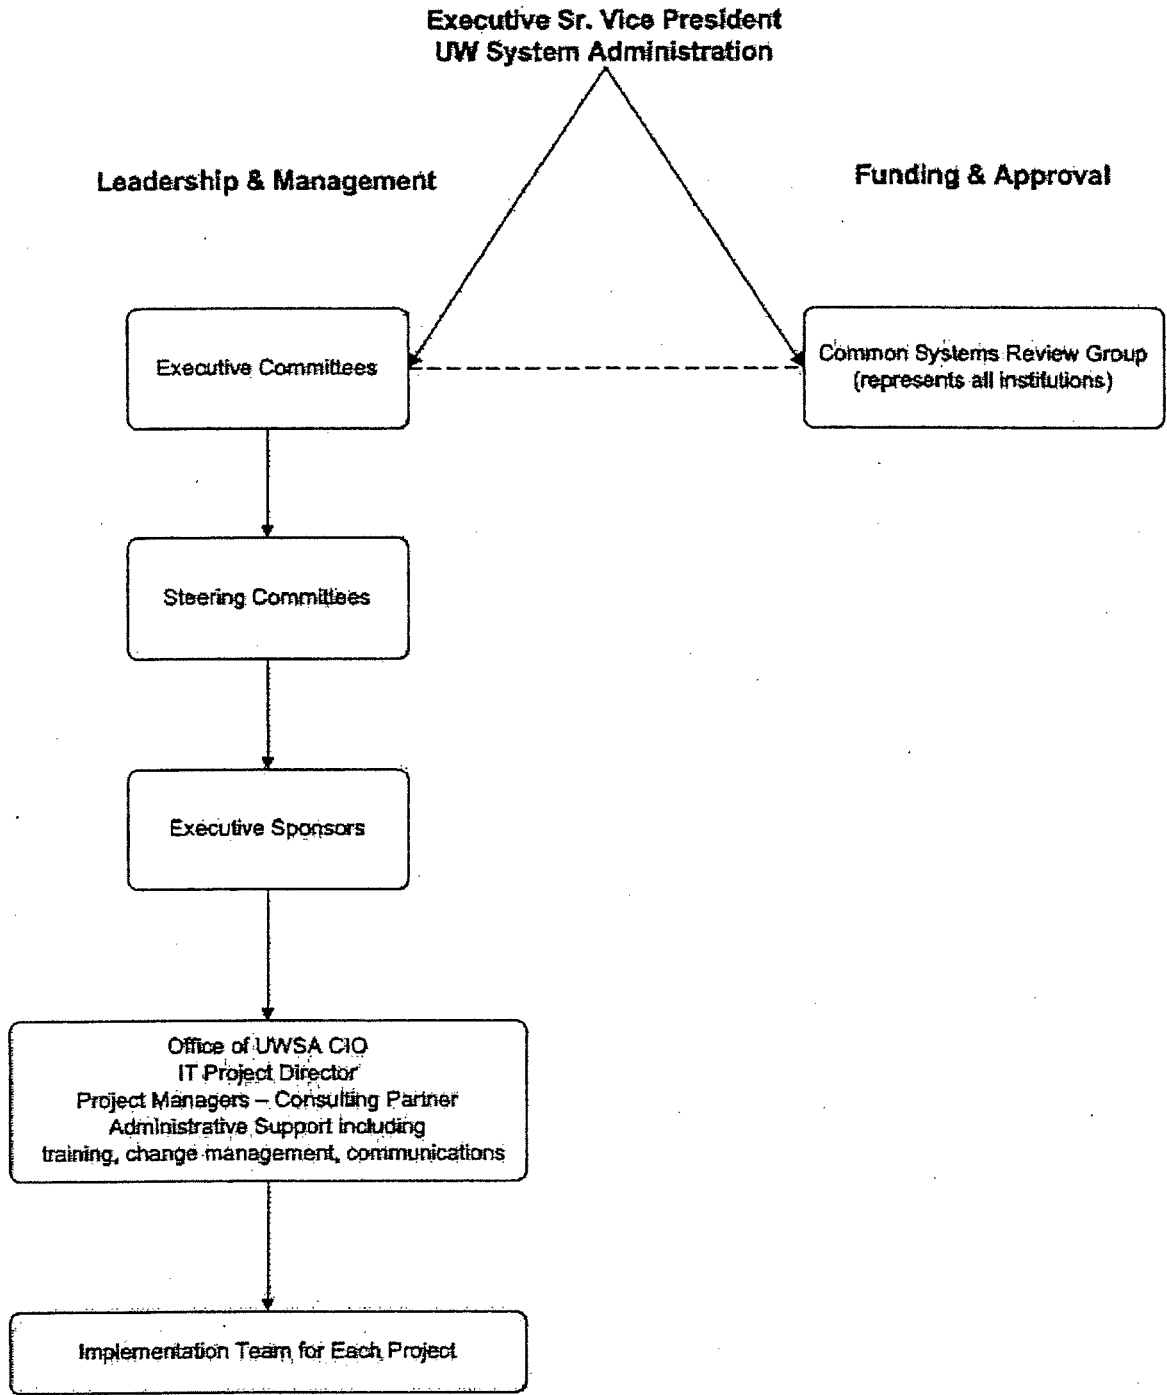 Executive Sr. Vice President
UW System Administration
Leadership & Management
Funding & Approval
Executive Committees
Common Systems Review Group
(represents all institutions)
Steering Committees
Executive Sponsors
Office of UWSA CIO
IT Project Director
Project Managers – Consulting Partner
Administrative Support including
training, change management, communications
Implementation Team for Each Project